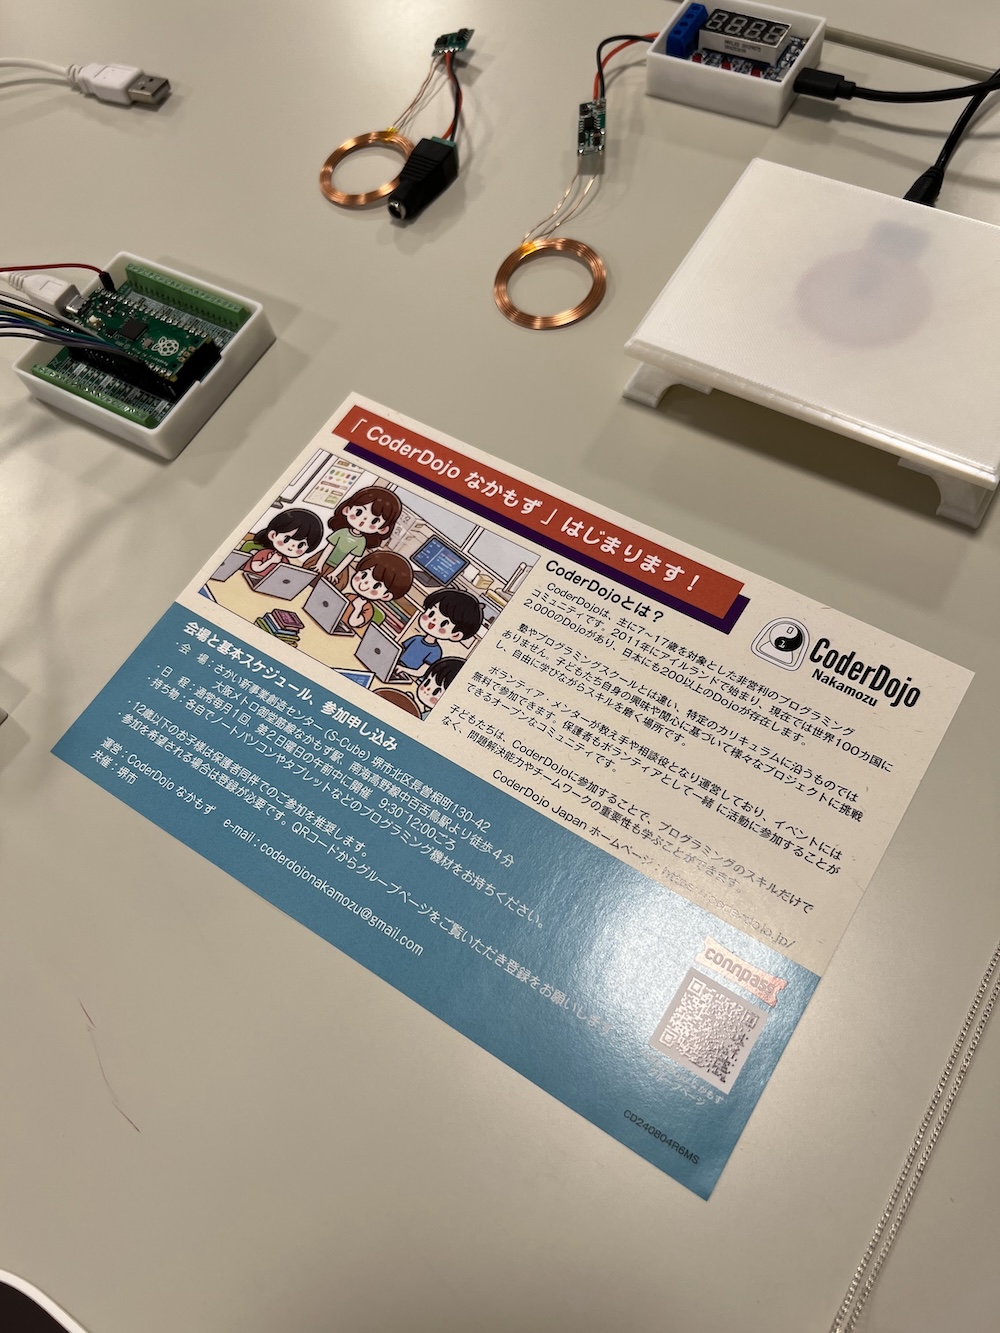 「 CoderDojo なかもず 」はじまります！
CoderDojoとは？
CoderDojoは、主に7〜17歳を対象とした非営利のプログラミング
コミュニティです。2011年にアイルランドで始まり、現在では世界100カ国に
2,000のDojoがあり、日本にも200以上のDojoが存在します。
塾やプログラミングスクールとは違い、特定のカリキュラムに沿うものでは
ありません。子どもたち自身の興味や関心に基づいて様々なプロジェクトに挑戦
し、自由に学びながらスキルを磨く場所です。
ボランティア・メンターが教え手や相談役となり運営しており、イベントには
無料で参加できます。保護者もボランティアとして一緒に活動に参加することが
できるオープンなコミュニティです。
子どもたちは、CoderDojoに参加することで、プログラミングのスキルだけで
なく、問題解決能力やチームワークの重要性も学ぶことができます。
CoderDojo Japan ホームページ：
CoderDojo
Nakamozu
会場と基本スケジュール、参加申し込み
・会　場：さかい新事業創造センター（S-Cube）堺市北区長曽根町130-42
大阪メトロ御堂筋線なかもず駅、南海高野線中百舌鳥駅より徒歩４分
・日　程：通常毎月１回、第２日曜日の午前中に開催　9:30 12:00ごろ
・持ち物：各自でノートパソコンやタブレットなどのプログラミング機材をお持ちください。
・12歳以下のお子様は保護者同伴でのご参加を推奨します。
参加を希望される場合は登録が必要です。QRコードからグループページをご覧いただき登録をお願いします
運営：CoderDojo なかもず　e-mail：coderdojonakamozu@gmail.com
共催：堺市
connpass
CD240604R6MS